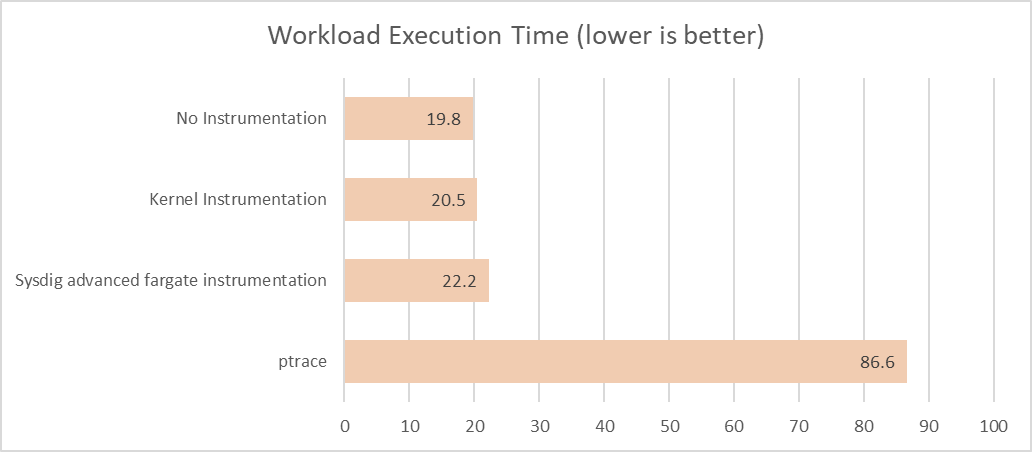 Workload Execution Time (lower is better)
No Instrumentation
19.8
Kernel Instrumentation
20.5
Sysdig advanced fargate instrumentation
22.2
ptrace
86.6
0 10 20 30 40 50 60 70 80 90 100